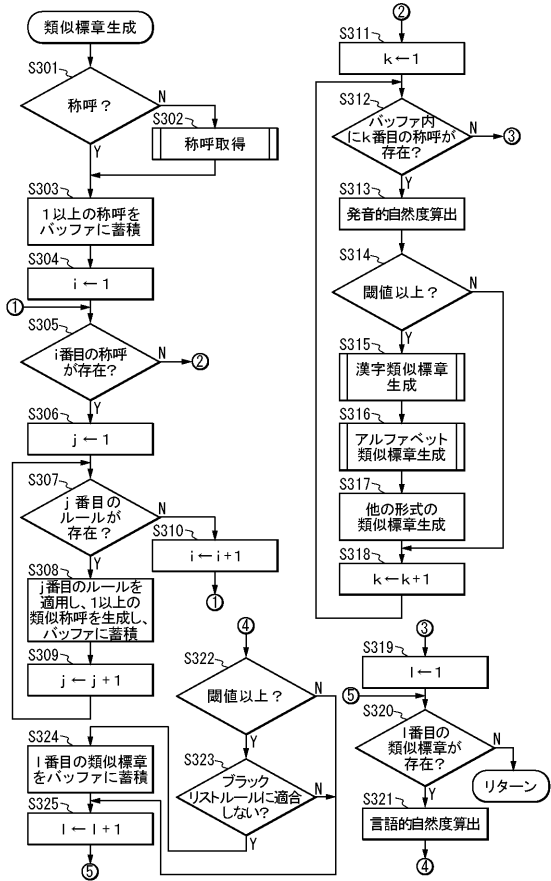 類似標章生成
S301
称呼?
N
Y
S302
称呼取得
S303
1以上の称呼を
バッファに蓄積
S304
i←1
①
S305
i番目の称呼
が存在?
N
②
Y
S306
j←1
S307
j番目の
ルールが
存在?
N
Y
S310
i←i+1
①
S308
j番目のルールを
適用し、1以上の
類似称呼を生成し、
バッファに蓄積
S309
j←j+1
②
S311
k←1
S312
バッファ内
にk番目の称呼が
存在?
N
③
Y
S313
発音的自然度算出
S314
閾値以上?
N
Y
S315
漢字類似標章
生成
S316
アルファベット
類似標章生成
S317
他の形式の
類似標章生成
S318
k←k+1
③
S319
l←1
⑤
S320
l番目の
類似標章が
存在?
N
リターン
Y
S321
言語的自然度算出
④
④
S322
閾値以上?
N
Y
S323
ブラック
リストルールに適合
しない?
N
Y
S324
l番目の類似標章
をバッファに蓄積
S325
l←l+1
⑤